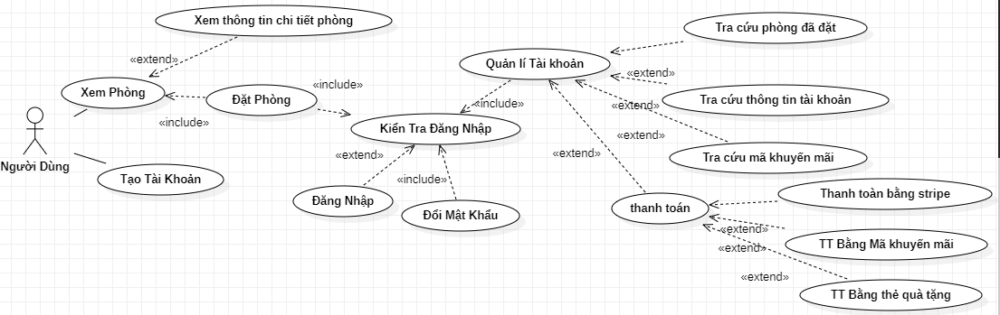 Xem thông tin chi tiết phòng
Tra cứu phòng đã đặt
«extend»
Quản lí Tài khoản
«extend»
Xem Phòng
«include»
Đặt Phòng
Tra cứu thông tin tài khoản
«include»
«include»
«extend»
Kiển Tra Đăng Nhập
«extend»
Người Dùng
«extend»
«extend»
Tra cứu mã khuyến mãi
Tạo Tài Khoản
«include»
Đăng Nhập
Đổi Mật Khẩu
thanh toán
Thanh toàn bằng stripe
«extend»
TT Bằng Mã khuyến mãi
«extend»
«extend»
TT Bằng thẻ quà tặng